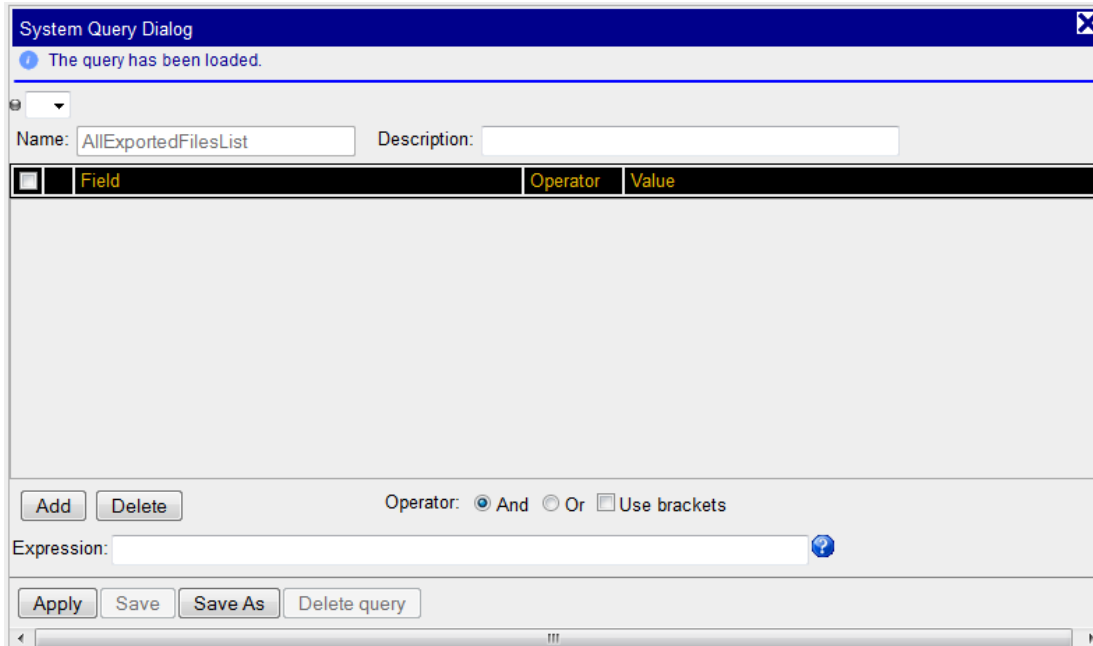 System Query Dialog
The query has been loaded.
Name: AllExportedFilesList Description:
Field Operator Value
Add Delete Operator: And Or Use brackets
Expression:
Apply Save Save As Delete query